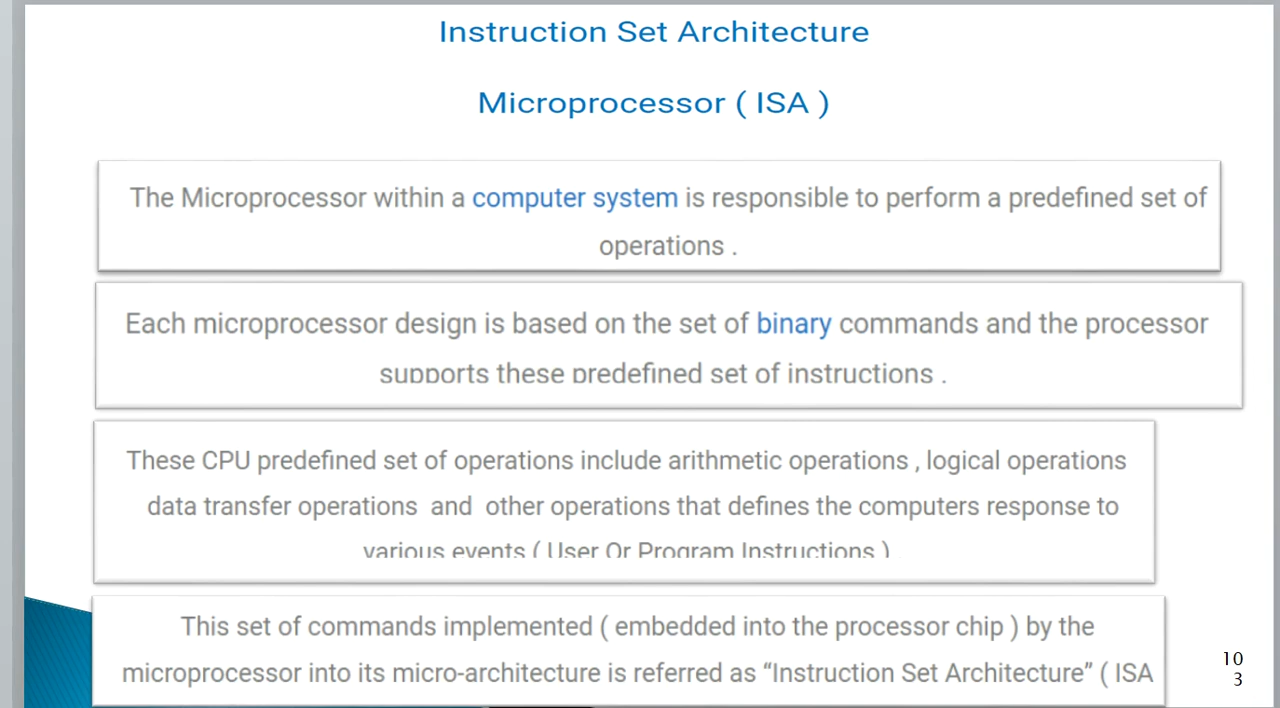 Instruction Set Architecture
Microprocessor ( ISA )
The Microprocessor within a computer system is responsible to perform a predefined set of
operations .
Each microprocessor design is based on the set of binary commands and the processor
supports these predefined set of instructions .
These CPU predefined set of operations include arithmetic operations , logical operations
data transfer operations and other operations that defines the computers response to
various events ( User Or Program Instructions )
This set of commands implemented ( embedded into the processor chip ) by the
microprocessor into its micro-architecture is referred as “Instruction Set Architecture” ( ISA
10
3